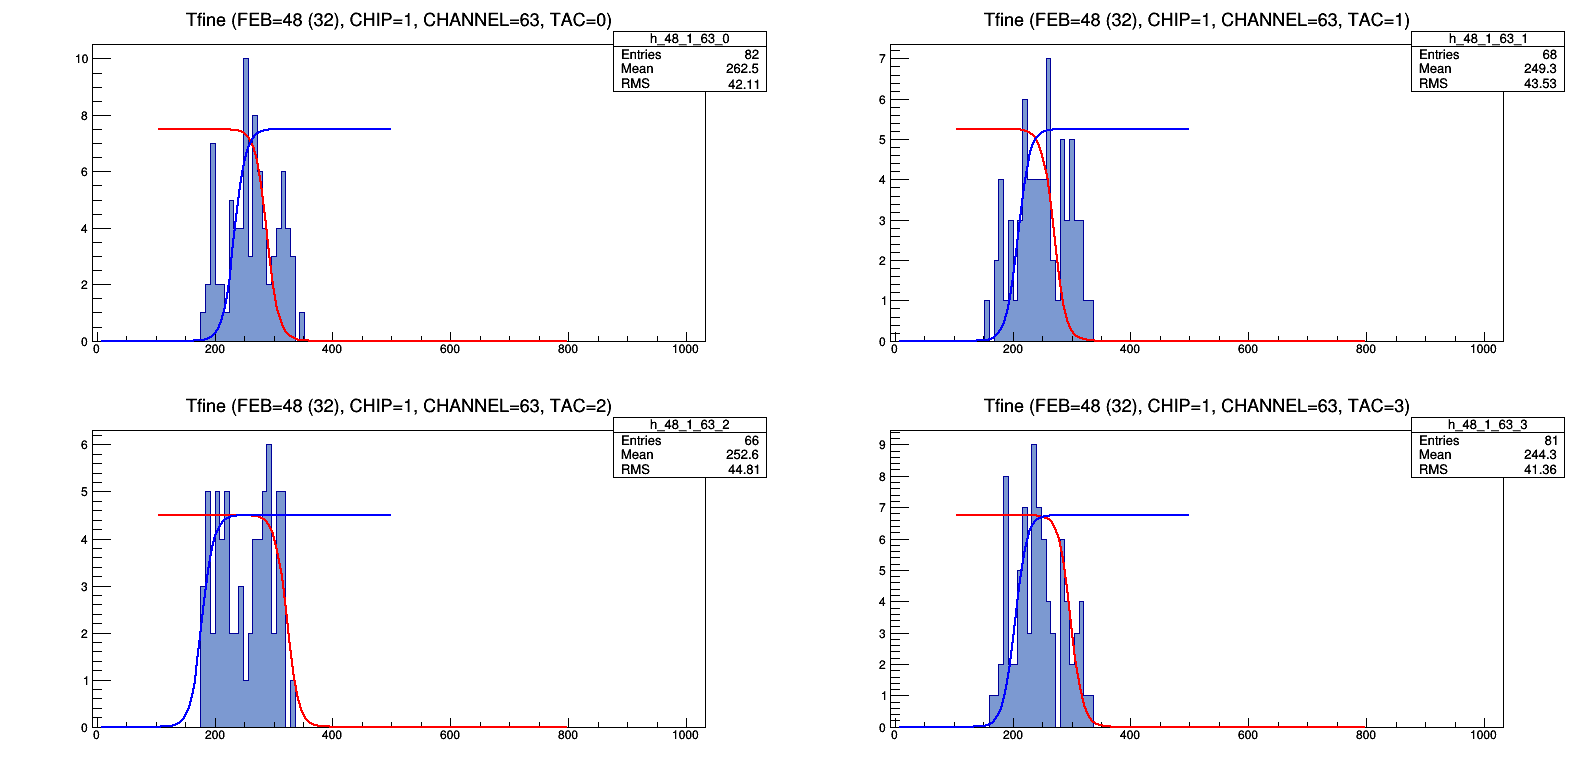 Tfine (FEB=48 (32), CHIP=1, CHANNEL=63, TAC=0)
h_48_1_63_0
Entries 82
Mean 262.5
RMS 42.11
10
8
6
4
2
0
0 200 400 600 800 1000
Tfine (FEB=48 (32), CHIP=1, CHANNEL=63, TAC=1)
h_48_1_63_1
Entries 68
Mean 249.3
RMS 43.53
7
6
5
4
3
2
1
0
0 200 400 600 800 1000
Tfine (FEB=48 (32), CHIP=1, CHANNEL=63, TAC=2)
h_48_1_63_2
Entries 66
Mean 252.6
RMS 44.81
6
5
4
3
2
1
0
0 200 400 600 800 1000
Tfine (FEB=48 (32), CHIP=1, CHANNEL=63, TAC=3)
h_48_1_63_3
Entries 81
Mean 244.3
RMS 41.36
9
8
7
6
5
4
3
2
1
0
0 200 400 600 800 1000